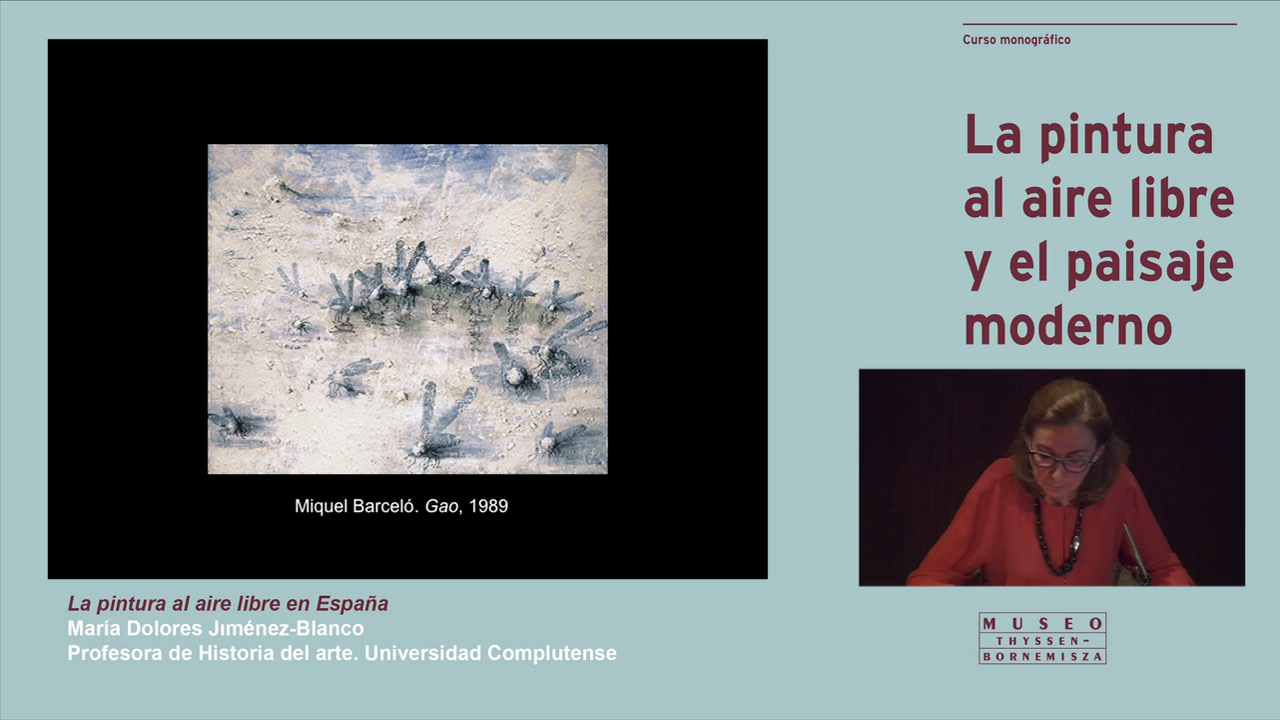 Curso monográfico
La pintura
al aire libre
y el paisaje
moderno
Miquel Barceló. Gao, 1989
La pintura al aire libre en España
María Dolores Jıménez-Blanco
Profesora de Historia del arte. Universidad Complutense
MUSEO
THYSSEN-
BORNEMISZA